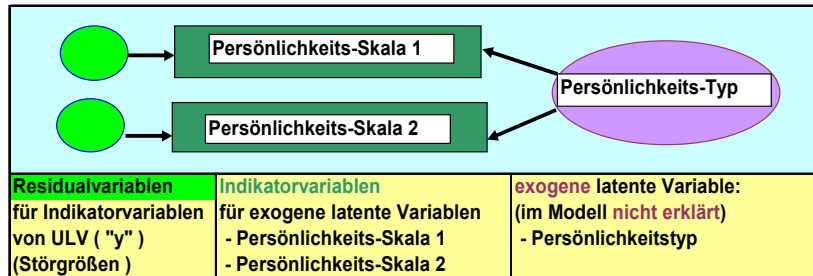 Persönlichkeits-Skala 1
Persönlichkeits-Typ
Persönlichkeits-Skala 2
Residualvariablen
für Indikatorvariablen
von ULV ( "y" )
(Störgrößen )
Indikatorvariablen
für exogene latente Variablen
- Persönlichkeits-Skala 1
- Persönlichkeits-Skala 2
exogene latente Variable:
(im Modell nicht erklärt)
- Persönlichkeitstyp